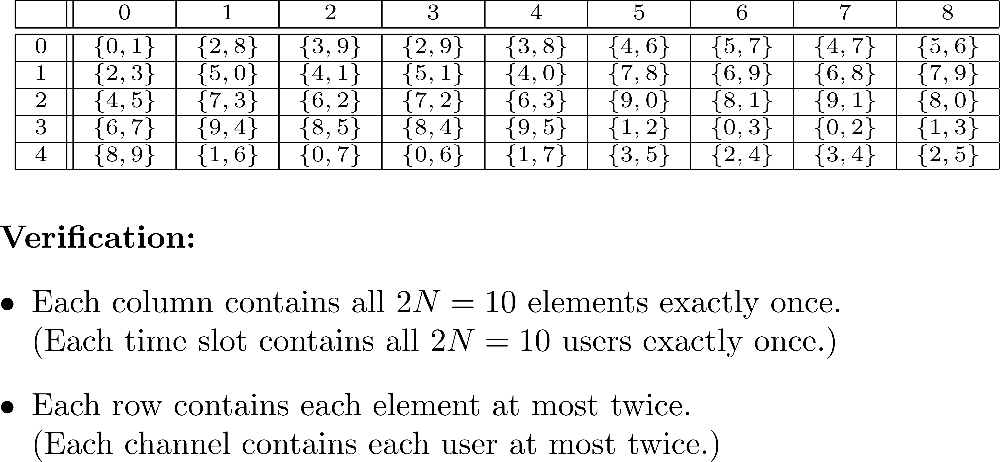 0 1 2 3 4 5 6 7 8
0 {0, 1} {2, 8} {3, 9} {2, 9} {3, 8} {4, 6} {5, 7} {4, 7} {5, 6}
1 {2, 3} {5, 0} {4, 1} {5, 1} {4, 0} {7, 8} {6, 9} {6, 8} {7, 9}
2 {4, 5} {7, 3} {6, 2} {7, 2} {6, 3} {9, 0} {8, 1} {9, 1} {8, 0}
3 {6, 7} {9, 4} {8, 5} {8, 4} {9, 5} {1, 2} {0, 3} {0, 2} {1, 3}
4 {8, 9} {1, 6} {0, 7} {0, 6} {1, 7} {3, 5} {2, 4} {3, 4} {2, 5}
Verification:
• Each column contains all 2N = 10 elements exactly once.
(Each time slot contains all 2N = 10 users exactly once.)
• Each row contains each element at most twice.
(Each channel contains each user at most twice.)